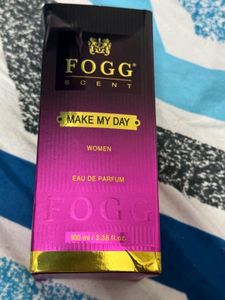 FOGG®
SCENT
MAKE MY DAY
WOMEN
EAU DE PARFUM
FOGG
100 ml / 3.38 fl.oz.